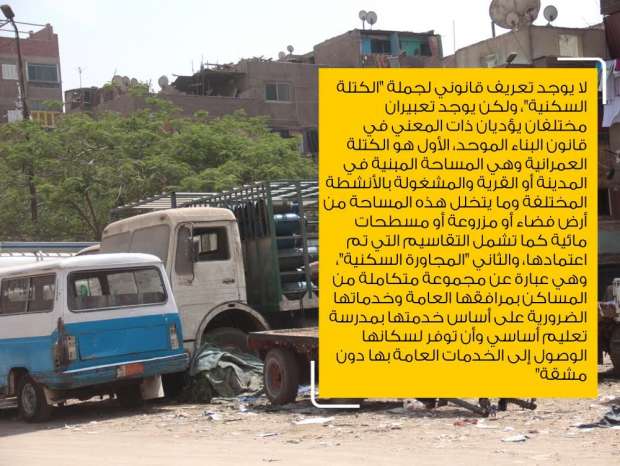 لا يوجد تعريف قانوني لجملة "الكتلة
السكنية"، ولكن يوجد تعبيران
مختلفان يؤديان ذات المعني في
قانون البناء الموحد، الأول هو الكتلة
العمرانية وهي المساحة المبنية في
المدينة أو القرية والمشغولة بالأنشطة
المختلفة وما يتخلل هذه المساحة من
أرض فضاء أو مزروعة أو مسطحات
مائية كما تشمل التقاسيم التي تم
اعتمادها، والثاني "المجاورة السكنية"،
وهي عبارة عن مجموعة متكاملة من
المساكن بمرافقها العامة وخدماتها
الضرورية على أساس خدمتها بمدرسة
تعليم أساسي وأن توفر لسكانها
الوصول إلى الخدمات العامة بها دون
مشقة"